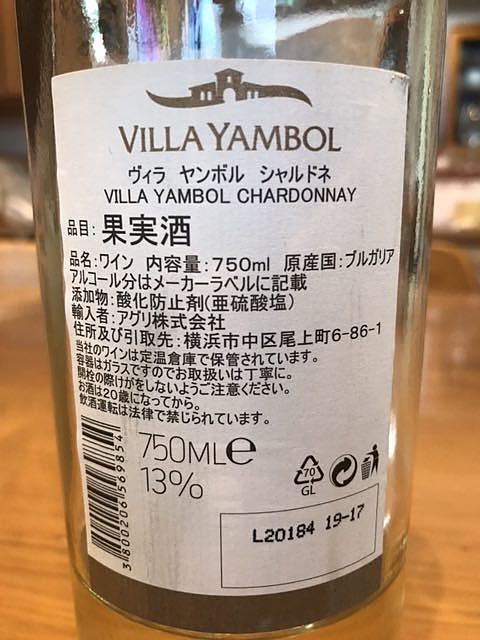 VILLA YAMBOL
ヴィラ ヤンボル シャルドネ
VILLA YAMBOL CHARDONNAY
品目:果実酒
品名:ワイン 内容量:750ml 原産国:ブルガリア
アルコール分はメーカーラベルに記載
添加物:酸化防止剤(亜硫酸塩)
輸入者:アグリ株式会社
住所及び引取先:横浜市中区尾上町6-86-1
当社のワインは定温倉庫で保管されています。
容器はガラスですのでお取扱いは丁寧に。
開栓の際けがをしないようご注意ください。
お酒は20歳になってから。
飲酒運転は法律で禁じられています。
750ML℮
13%
3800206569854
70
GL
L20184 19-17